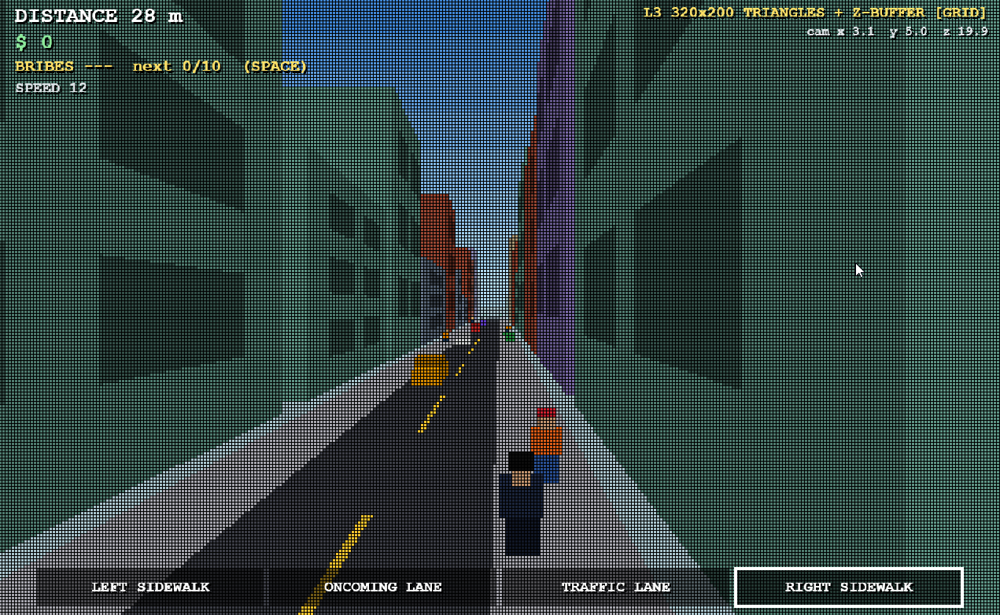 DISTANCE 28 m
L3 320x200 TRIANGLES + Z-BUFFER [GRID]
cam x 3.1 y 5.0 z 19.9
$ 0
BRIBES --- next 0/10 (SPACE)
SPEED 12
LEFT SIDEWALK
ONCOMING LANE
TRAFFIC LANE
RIGHT SIDEWALK